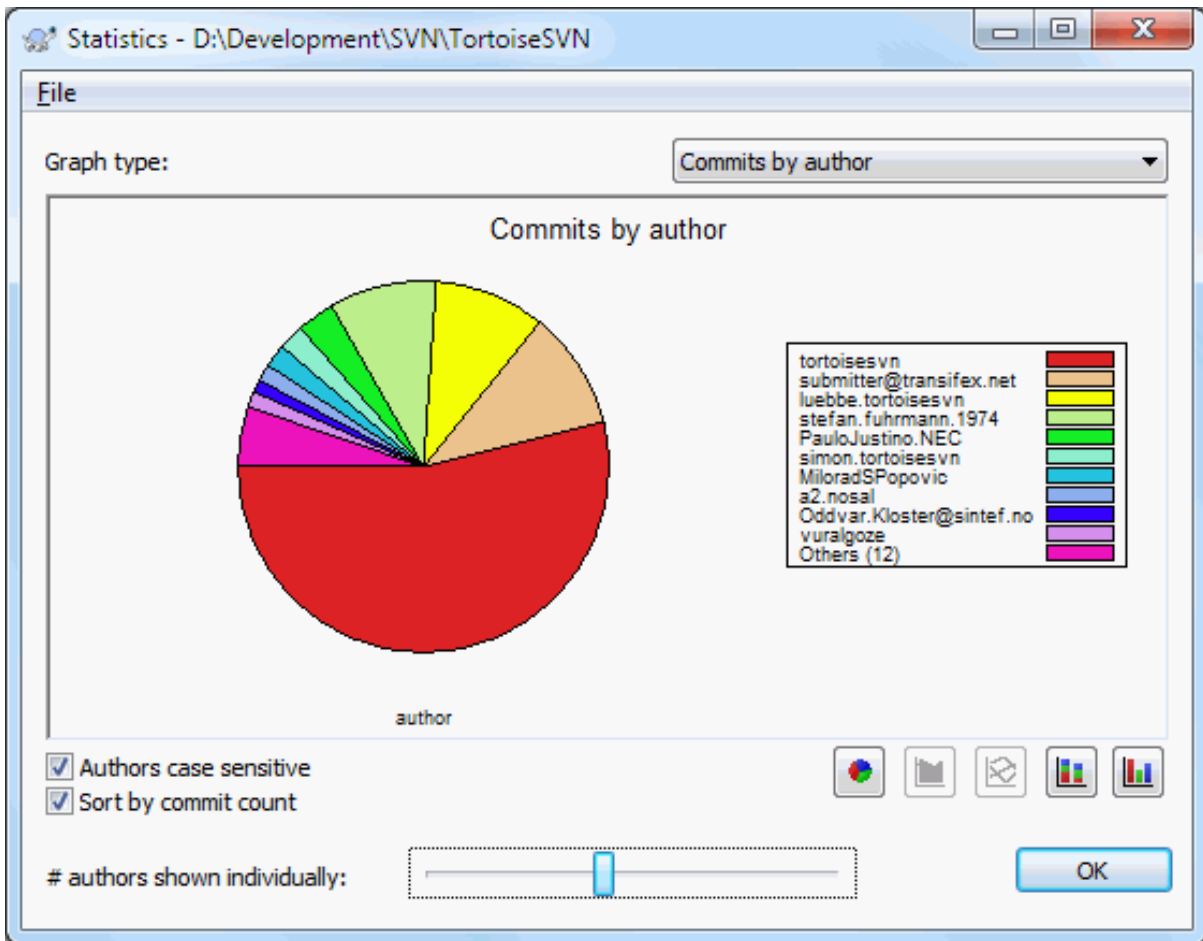 Statistics - D:\Development\SVN\TortoiseSVN
File
Graph type:
Commits by author
Commits by author
tortoisesvn
submitter@transifex.net
luebbe.tortoisesvn
stefan.fuhrmann.1974
PauloJustino.NEC
simon.tortoisesvn
MiloradSPopovic
a2.nosal
Oddvar.Kloster@sintef.no
vuralgoze
Others (12)
author
Authors case sensitive
Sort by commit count
# authors shown individually:
OK